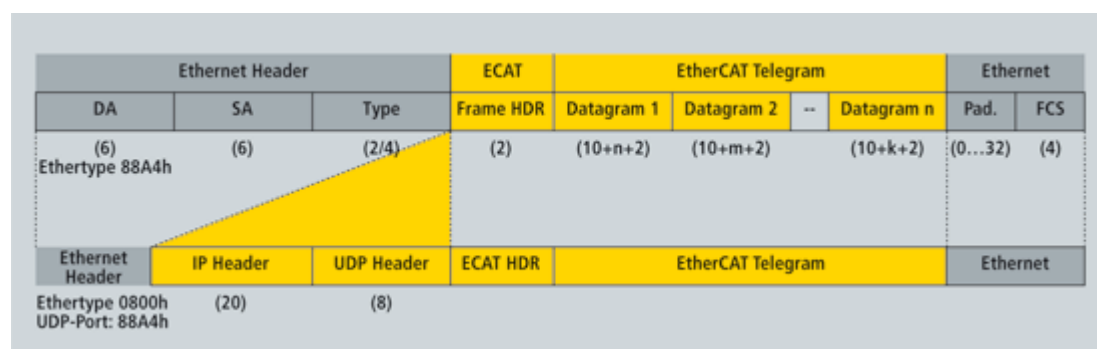 Ethernet Header ECAT EtherCAT Telegram Ethernet
DA SA Type Frame HDR Datagram 1 Datagram 2 -- Datagram n Pad. FCS
(6) (6) (2/4) (2) (10+n+2) (10+m+2) (10+k+2) (0...32) (4)
Ethertype 88A4h
Ethernet
Header IP Header UDP Header ECAT HDR EtherCAT Telegram Ethernet
Ethertype 0800h (20) (8)
UDP-Port: 88A4h